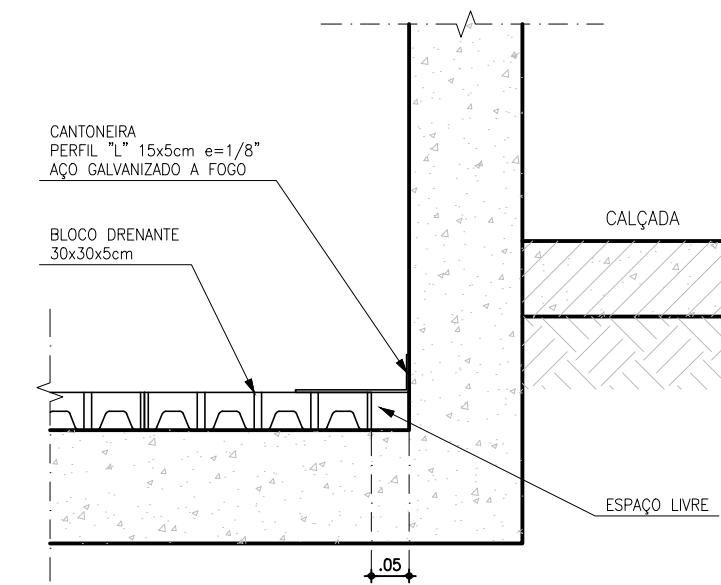 CANTONEIRA
PERFIL "L" 15x5cm e=1/8"
AÇO GALVANIZADO A FOGO
BLOCO DRENANTE
30x30x5cm
CALÇADA
ESPAÇO LIVRE
.05